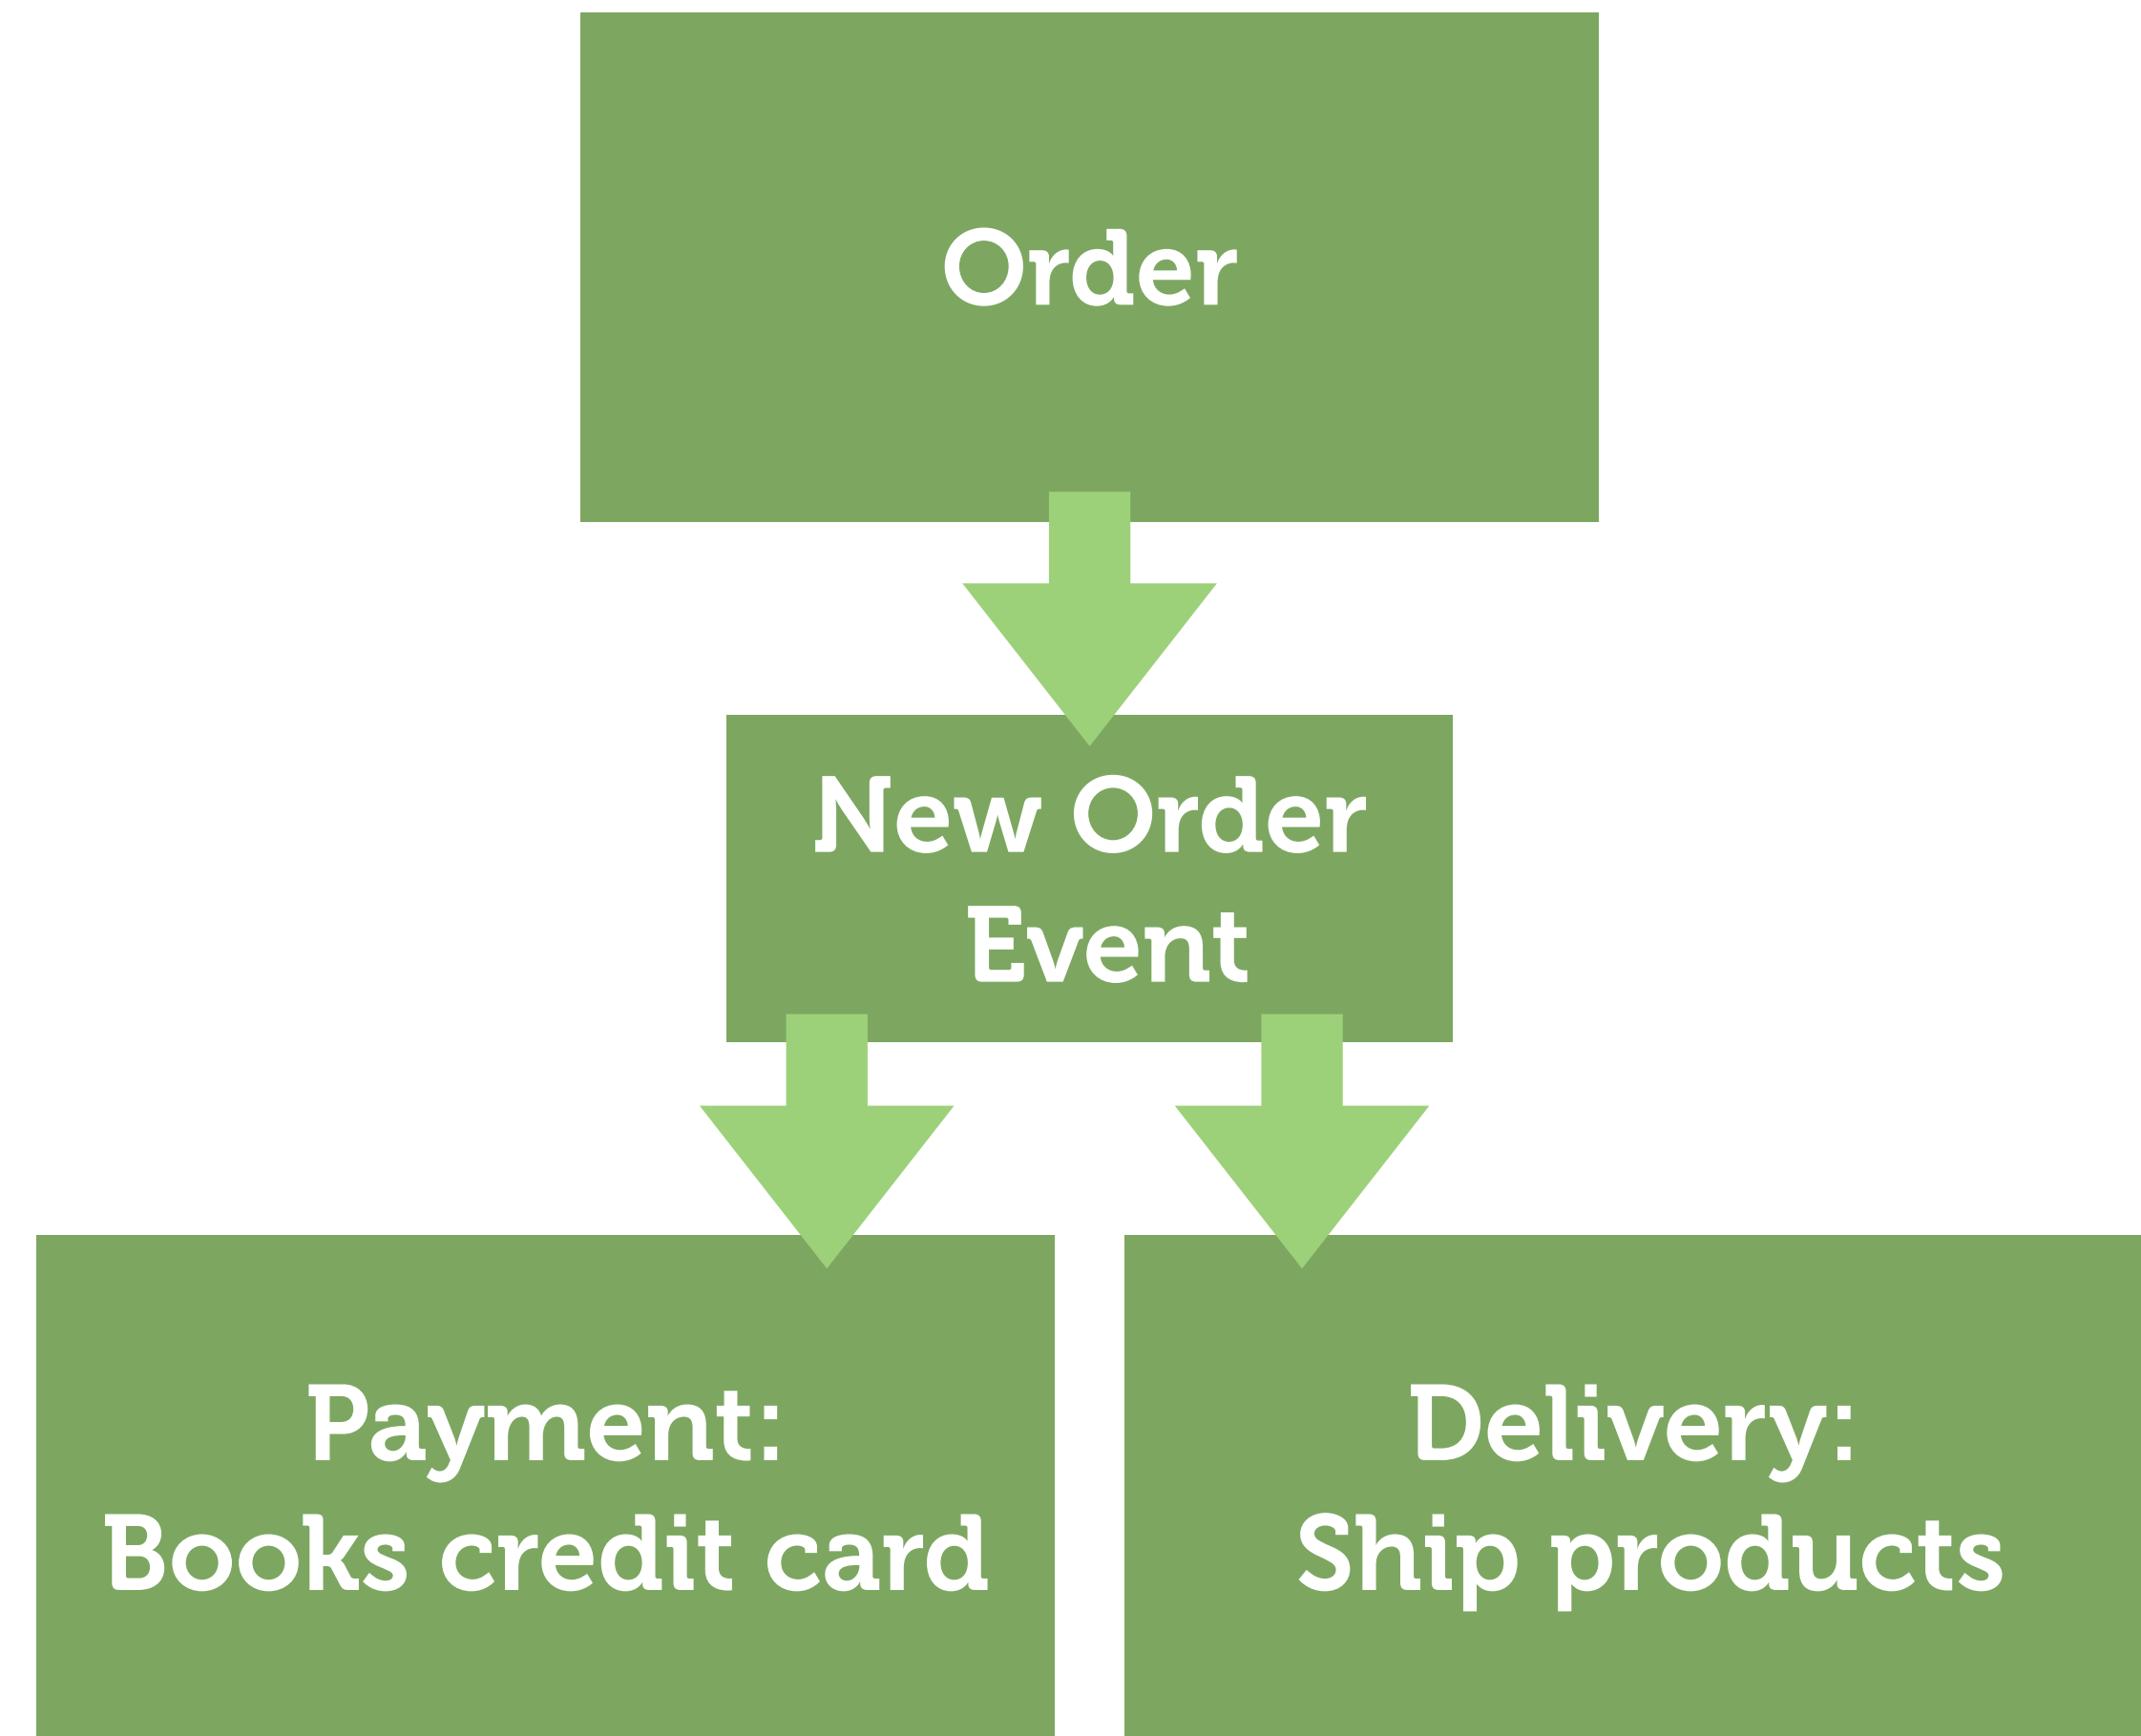 Order
New Order
Event
Payment:
Books credit card
Delivery:
Ship products